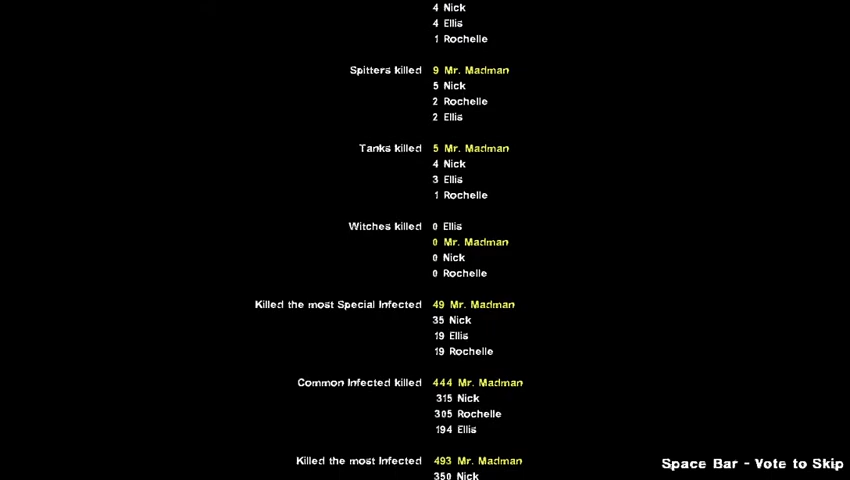 4 Nick
4 Ellis
1 Rochelle
Spitters killed 9 Mr. Madman
5 Nick
2 Rochelle
2 Ellis
Tanks killed 5 Mr. Madman
4 Nick
3 Ellis
1 Rochelle
Witches killed 0 Ellis
0 Mr. Madman
0 Nick
0 Rochelle
Killed the most Special Infected 49 Mr. Madman
35 Nick
19 Ellis
19 Rochelle
Common Infected killed 444 Mr. Madman
315 Nick
305 Rochelle
194 Ellis
Killed the most Infected 493 Mr. Madman
350 Nick
Space Bar - Vote to Skip